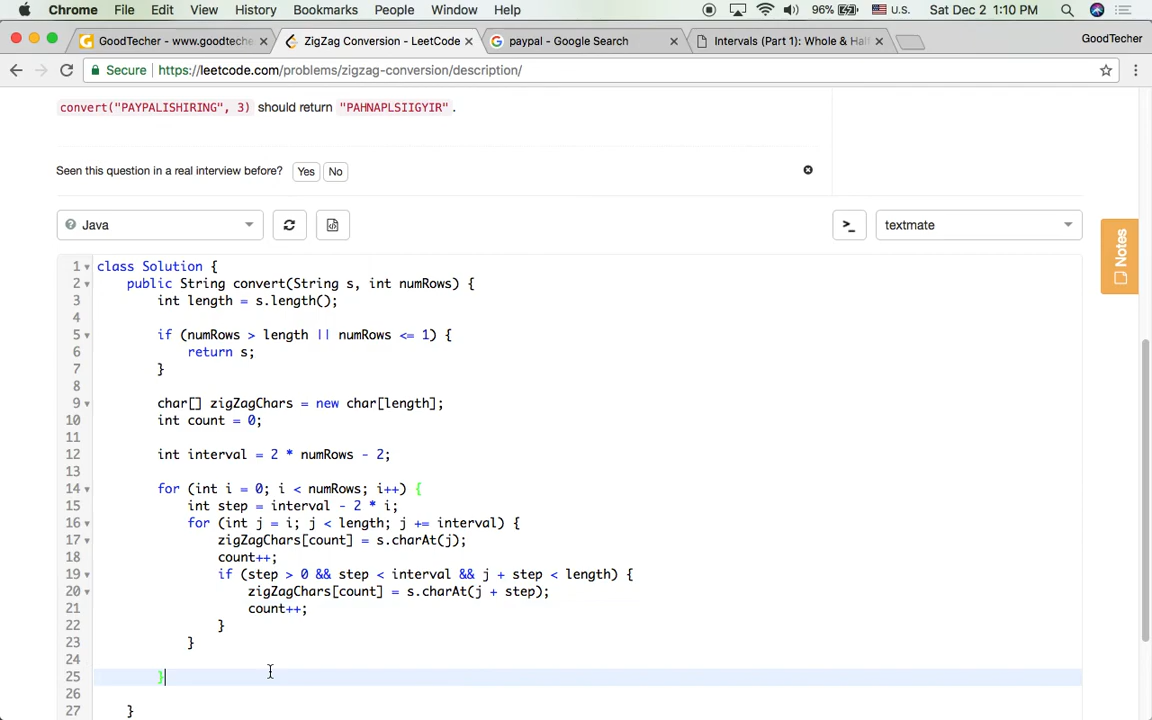 Chrome File Edit View History Bookmarks People Window Help 96% U.S. Sat Dec 2 1:10 PM
GoodTecher - www.goodteche ZigZag Conversion - LeetCode paypal - Google Search Intervals (Part 1): Whole & Hal GoodTecher
Secure https://leetcode.com/problems/zigzag-conversion/description/
convert("PAYPALISHIRING", 3) should return "PAHNAPLSIIGYIR".
Seen this question in a real interview before? Yes No
Java >_ textmate
Notes
1 class Solution {
2 public String convert(String s, int numRows) {
3 int length = s.length();
4
5 if (numRows > length || numRows <= 1) {
6 return s;
7 }
8
9 char[] zigZagChars = new char[length];
10 int count = 0;
11
12 int interval = 2 * numRows - 2;
13
14 for (int i = 0; i < numRows; i++) {
15 int step = interval - 2 * i;
16 for (int j = i; j < length; j += interval) {
17 zigZagChars[count] = s.charAt(j);
18 count++;
19 if (step > 0 && step < interval && j + step < length) {
20 zigZagChars[count] = s.charAt(j + step);
21 count++;
22 }
23 }
24
25 }
26
27 }